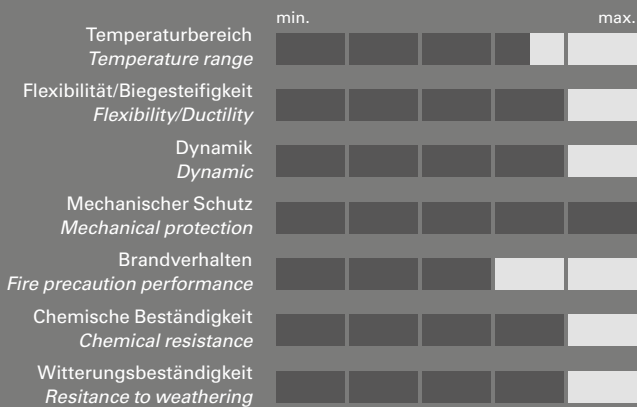 min. max.
Temperaturbereich
Temperature range
Flexibilität/Biegesteifigkeit
Flexibility/Ductility
Dynamik
Dynamic
Mechanischer Schutz
Mechanical protection
Brandverhalten
Fire precaution performance
Chemische Beständigkeit
Chemical resistance
Witterungsbeständigkeit
Resitance to weathering